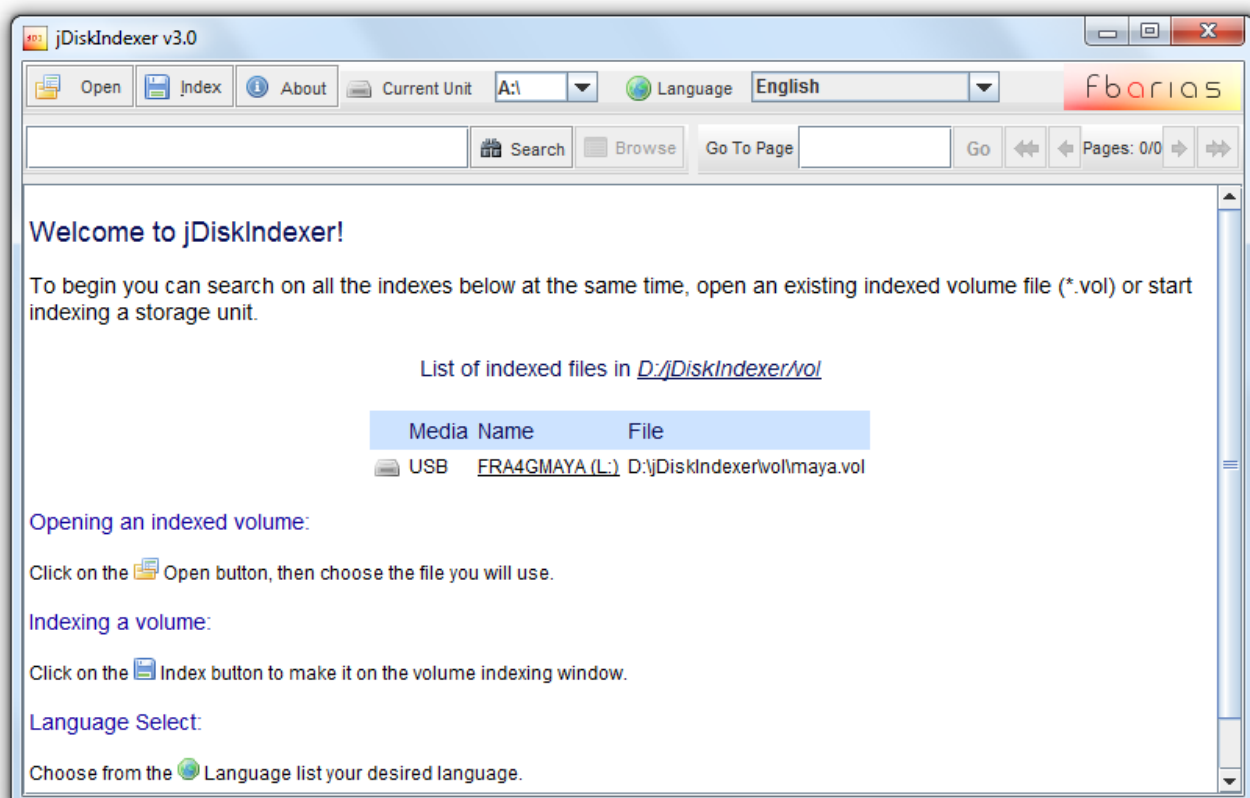 jDiskIndexer v3.0
Open Index About Current Unit A:\ Language English fbarias
Search Browse Go To Page Go Pages: 0/0
Welcome to jDiskIndexer!
To begin you can search on all the indexes below at the same time, open an existing indexed volume file (*.vol) or start
indexing a storage unit.
List of indexed files in D:/jDiskIndexer/vol
Media Name File
USB FRA4GMAYA (L:) D:\jDiskIndexer\vol\maya.vol
Opening an indexed volume:
Click on the Open button, then choose the file you will use.
Indexing a volume:
Click on the Index button to make it on the volume indexing window.
Language Select:
Choose from the Language list your desired language.